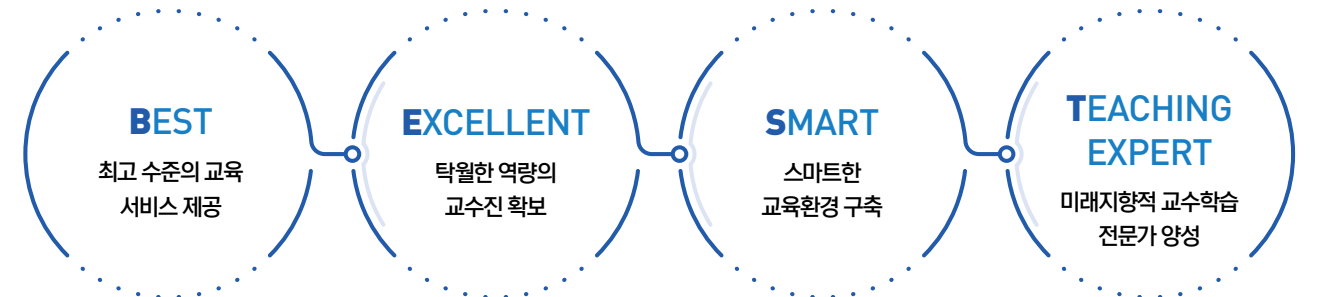 BEST
최고 수준의 교육
서비스 제공
EXCELLENT
탁월한 역량의
교수진 확보
SMART
스마트한
교육환경 구축
TEACHING
EXPERT
미래지향적 교수학습
전문가 양성